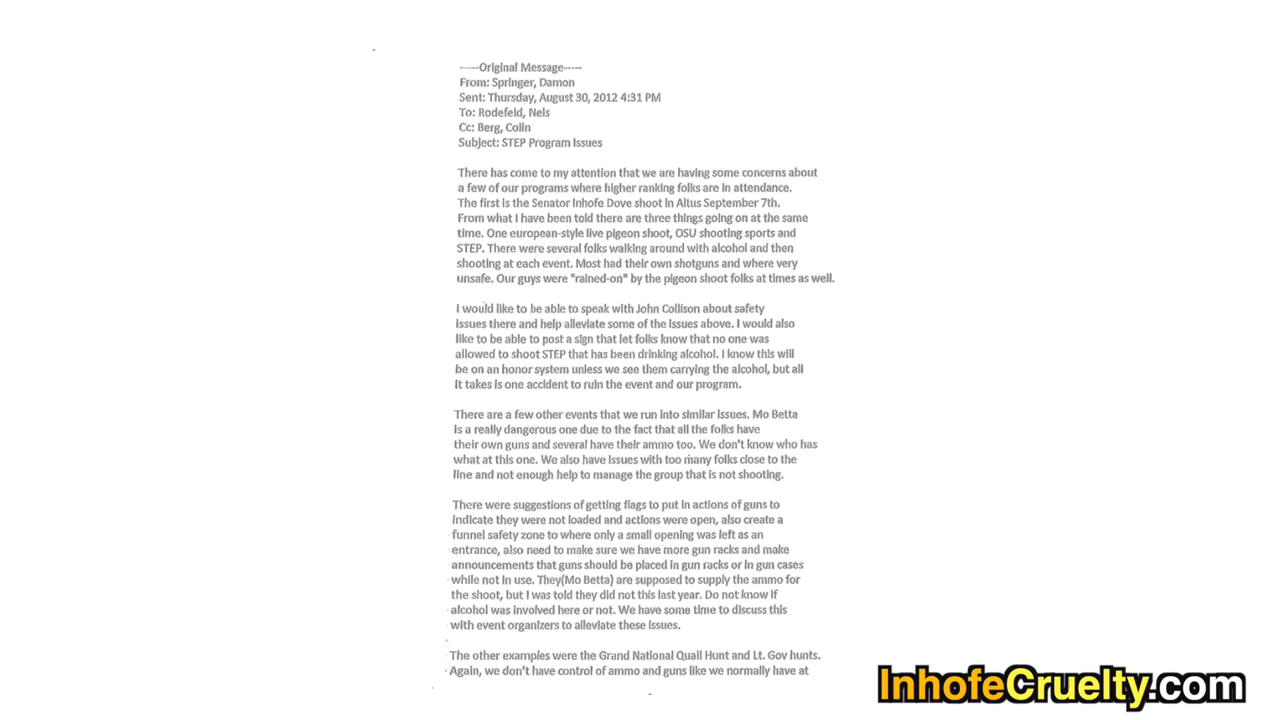 -----Original Message-----
From: Springer, Damon
Sent: Thursday, August 30, 2012 4:31 PM
To: Rodefeld, Nels
Cc: Berg, Colin
Subject: STEP Program Issues
There has come to my attention that we are having some concerns about
a few of our programs where higher ranking folks are in attendance.
The first is the Senator Inhofe Dove shoot in Altus September 7th.
From what I have been told there are three things going on at the same
time. One european-style live pigeon shoot, OSU shooting sports and
STEP. There were several folks walking around with alcohol and then
shooting at each event. Most had their own shotguns and where very
unsafe. Our guys were "rained-on" by the pigeon shoot folks at times as well.
I would like to be able to speak with John Collison about safety
issues there and help alleviate some of the issues above. I would also
like to be able to post a sign that let folks know that no one was
allowed to shoot STEP that has been drinking alcohol. I know this will
be on an honor system unless we see them carrying the alcohol, but all
it takes is one accident to ruin the event and our program.
There are a few other events that we run into similar issues. Mo Betta
is a really dangerous one due to the fact that all the folks have
their own guns and several have their ammo too. We don't know who has
what at this one. We also have issues with too many folks close to the
line and not enough help to manage the group that is not shooting.
There were suggestions of getting flags to put in actions of guns to
indicate they were not loaded and actions were open, also create a
funnel safety zone to where only a small opening was left as an
entrance, also need to make sure we have more gun racks and make
announcements that guns should be placed in gun racks or in gun cases
while not in use. They(Mo Betta) are supposed to supply the ammo for
the shoot, but I was told they did not this last year. Do not know if
alcohol was involved here or not. We have some time to discuss this
with event organizers to alleviate these issues.
The other examples were the Grand National Quail Hunt and Lt. Gov hunts.
Again, we don't have control of ammo and guns like we normally have at
InhofeCruelty.com